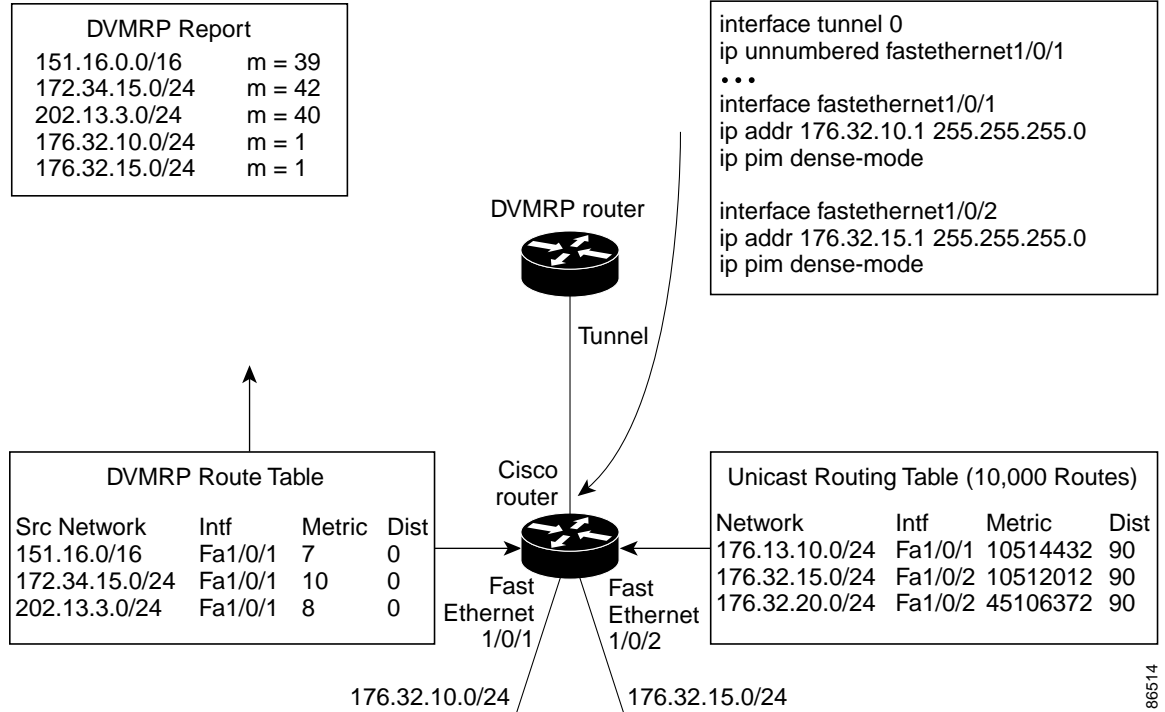 DVMRP Report
151.16.0.0/16 m = 39
172.34.15.0/24 m = 42
202.13.3.0/24 m = 40
176.32.10.0/24 m = 1
176.32.15.0/24 m = 1
interface tunnel 0
ip unnumbered fastethernet1/0/1
• • •
interface fastethernet1/0/1
ip addr 176.32.10.1 255.255.255.0
ip pim dense-mode
interface fastethernet1/0/2
ip addr 176.32.15.1 255.255.255.0
ip pim dense-mode
DVMRP router
Tunnel
Cisco
router
DVMRP Route Table
Src Network Intf Metric Dist
151.16.0/16 Fa1/0/1 7 0
172.34.15.0/24 Fa1/0/1 10 0
202.13.3.0/24 Fa1/0/1 8 0
Unicast Routing Table (10,000 Routes)
Network Intf Metric Dist
176.13.10.0/24 Fa1/0/1 10514432 90
176.32.15.0/24 Fa1/0/2 10512012 90
176.32.20.0/24 Fa1/0/2 45106372 90
Fast
Ethernet
1/0/1
Fast
Ethernet
1/0/2
176.32.10.0/24
176.32.15.0/24
86514